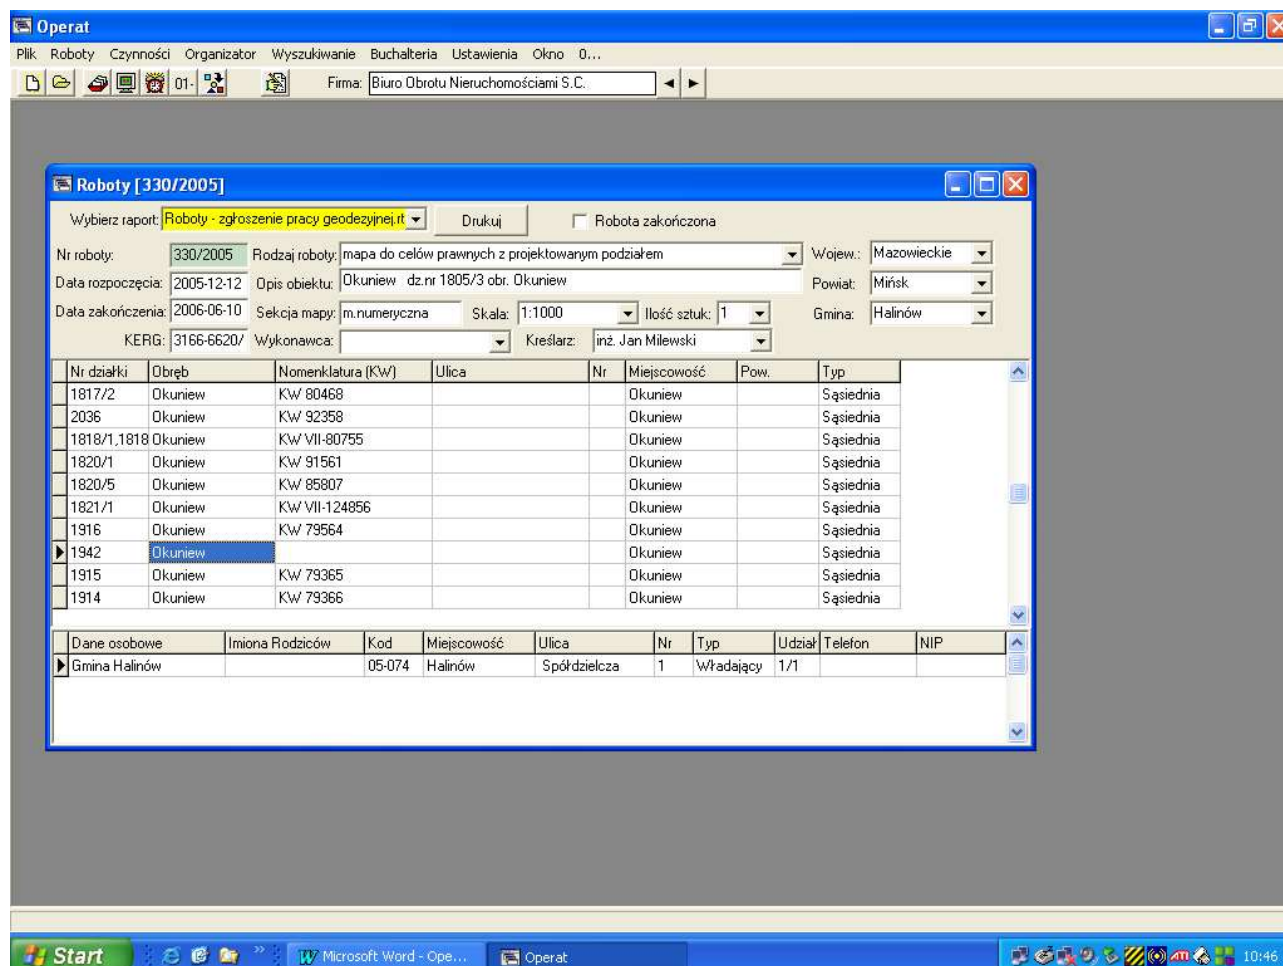 Operat
Plik Roboty Czynności Organizator Wyszukiwanie Buchalteria Ustawienia Okno 0...
01- Firma: Biuro Obrotu Nieruchomościami S.C.
Roboty [330/2005]
Wybierz raport: Roboty - zgłoszenie pracy geodezyjnej.rt Drukuj Robota zakończona
Nr roboty: 330/2005 Rodzaj roboty: mapa do celów prawnych z projektowanym podziałem Wojew.: Mazowieckie
Data rozpoczęcia: 2005-12-12 Opis obiektu: Okuniew dz.nr 1805/3 obr. Okuniew Powiat: Mińsk
Data zakończenia: 2006-06-10 Sekcja mapy: m.numeryczna Skala: 1:1000 Ilość sztuk: 1 Gmina: Halinów
KERG: 3166-6620/ Wykonawca: Kreślarz: inż. Jan Milewski
Nr działki Obręb Nomenklatura (KW) Ulica Nr Miejscowość Pow. Typ
1817/2 Okuniew KW 80468 Okuniew Sąsiednia
2036 Okuniew KW 92358 Okuniew Sąsiednia
1818/1,1818 Okuniew KW VII-80755 Okuniew Sąsiednia
1820/1 Okuniew KW 91561 Okuniew Sąsiednia
1820/5 Okuniew KW 85807 Okuniew Sąsiednia
1821/1 Okuniew KW VII-124856 Okuniew Sąsiednia
1916 Okuniew KW 79564 Okuniew Sąsiednia
1942 Okuniew Okuniew Sąsiednia
1915 Okuniew KW 79365 Okuniew Sąsiednia
1914 Okuniew KW 79366 Okuniew Sąsiednia
Dane osobowe Imiona Rodziców Kod Miejscowość Ulica Nr Typ Udział Telefon NIP
Gmina Halinów 05-074 Halinów Spółdzielcza 1 Władający 1/1
Start Microsoft Word - Ope... Operat ATI 10:46